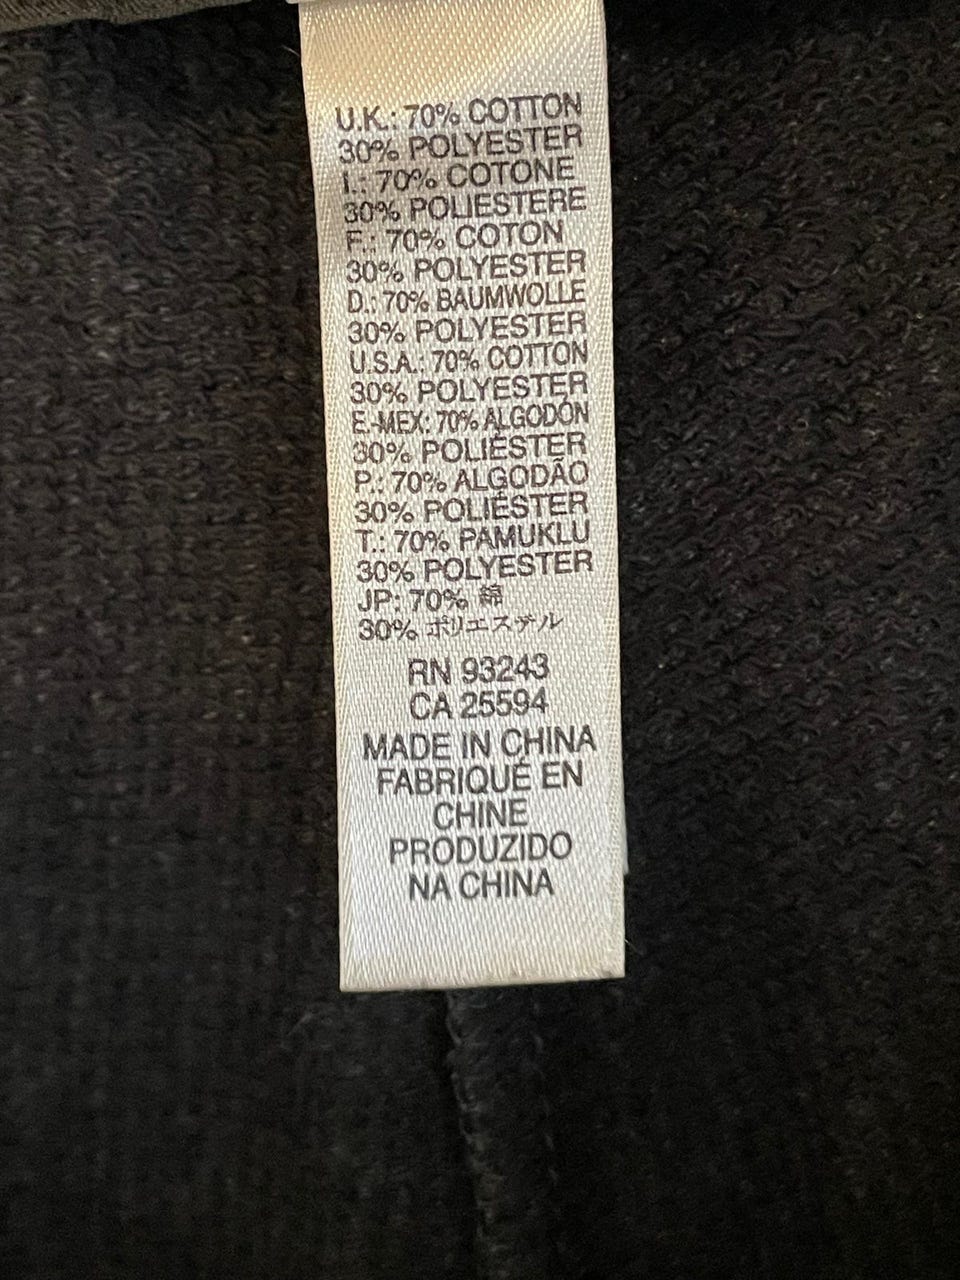 U.K.: 70% COTTON
30% POLYESTER
I.: 70% COTONE
30% POLIESTERE
F.: 70% COTON
30% POLYESTER
D.: 70% BAUMWOLLE
30% POLYESTER
U.S.A.: 70% COTTON
30% POLYESTER
E-MEX: 70% ALGODÓN
30% POLIÉSTER
P.: 70% ALGODÃO
30% POLIÉSTER
T.: 70% PAMUKLU
30% POLYESTER
JP: 70% 綿
30% ポリエステル
RN 93243
CA 25594
MADE IN CHINA
FABRIQUÉ EN
CHINE
PRODUZIDO
NA CHINA